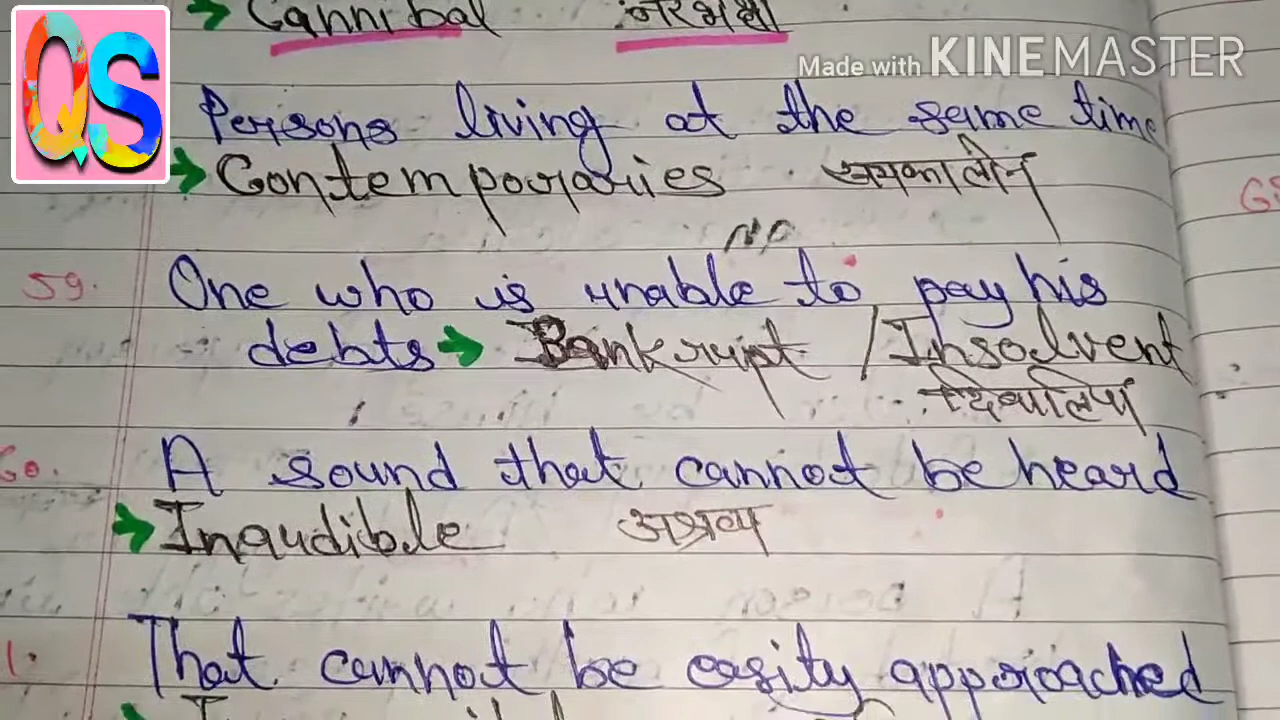 QS
Cannibal नरभक्षी
Made with KINEMASTER
Persons living at the same time
Contemporaries समकालीन
59. One who is unable to pay his
debts Bankrupt / Insolvent
दिवालिया
60. A sound that cannot be heard
Inaudible अश्रव्य
1. That cannot be easity approached